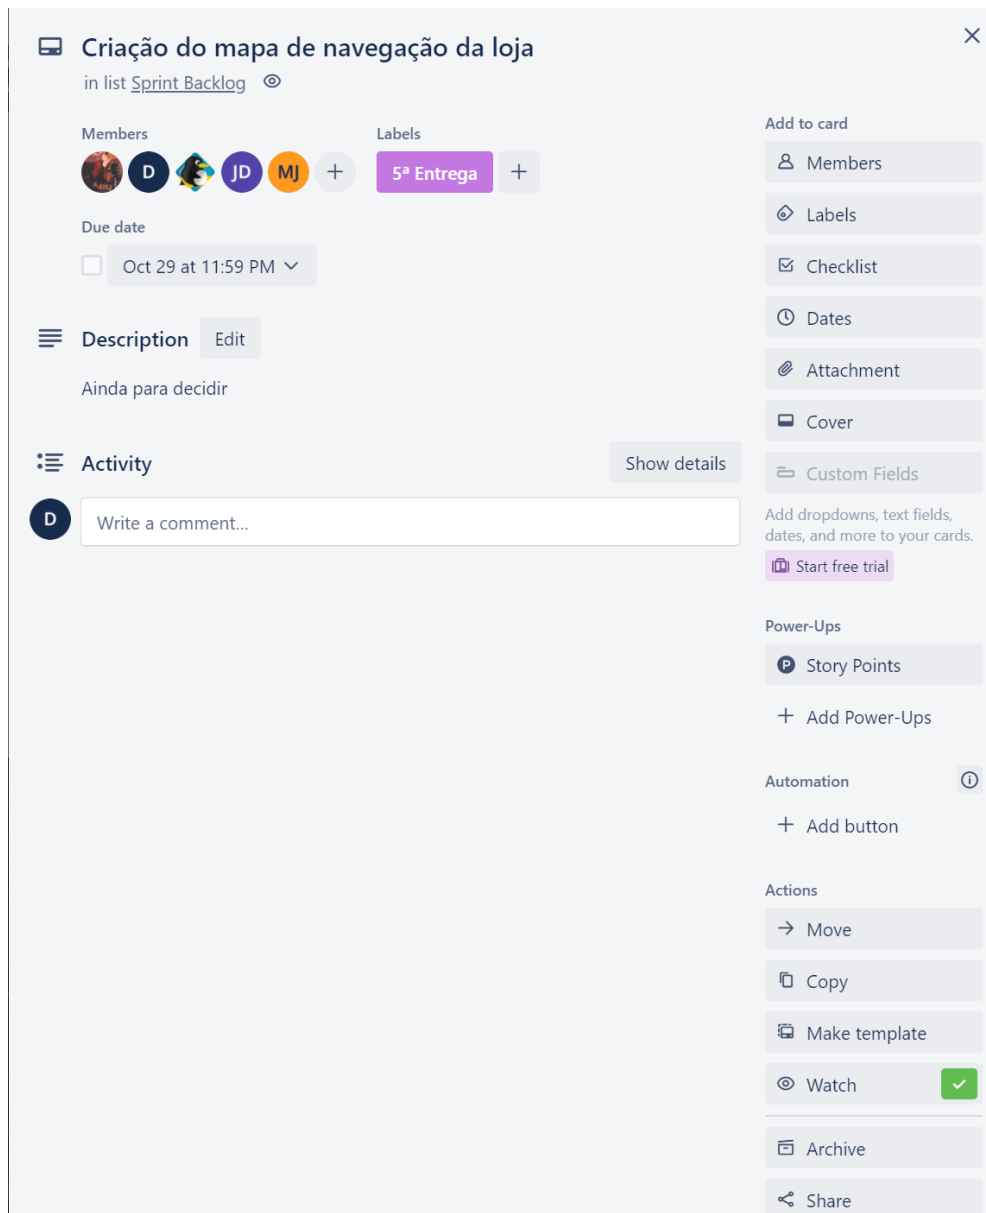 Criação do mapa de navegação da loja
in list Sprint Backlog
Members
D
JD
MJ
Labels
5ª Entrega
Due date
Oct 29 at 11:59 PM
Description
Edit
Ainda para decidir
Activity
Show details
D
Write a comment...
Add to card
Members
Labels
Checklist
Dates
Attachment
Cover
Custom Fields
Add dropdowns, text fields,
dates, and more to your cards.
Start free trial
Power-Ups
Story Points
Add Power-Ups
Automation
Add button
Actions
Move
Copy
Make template
Watch
Archive
Share